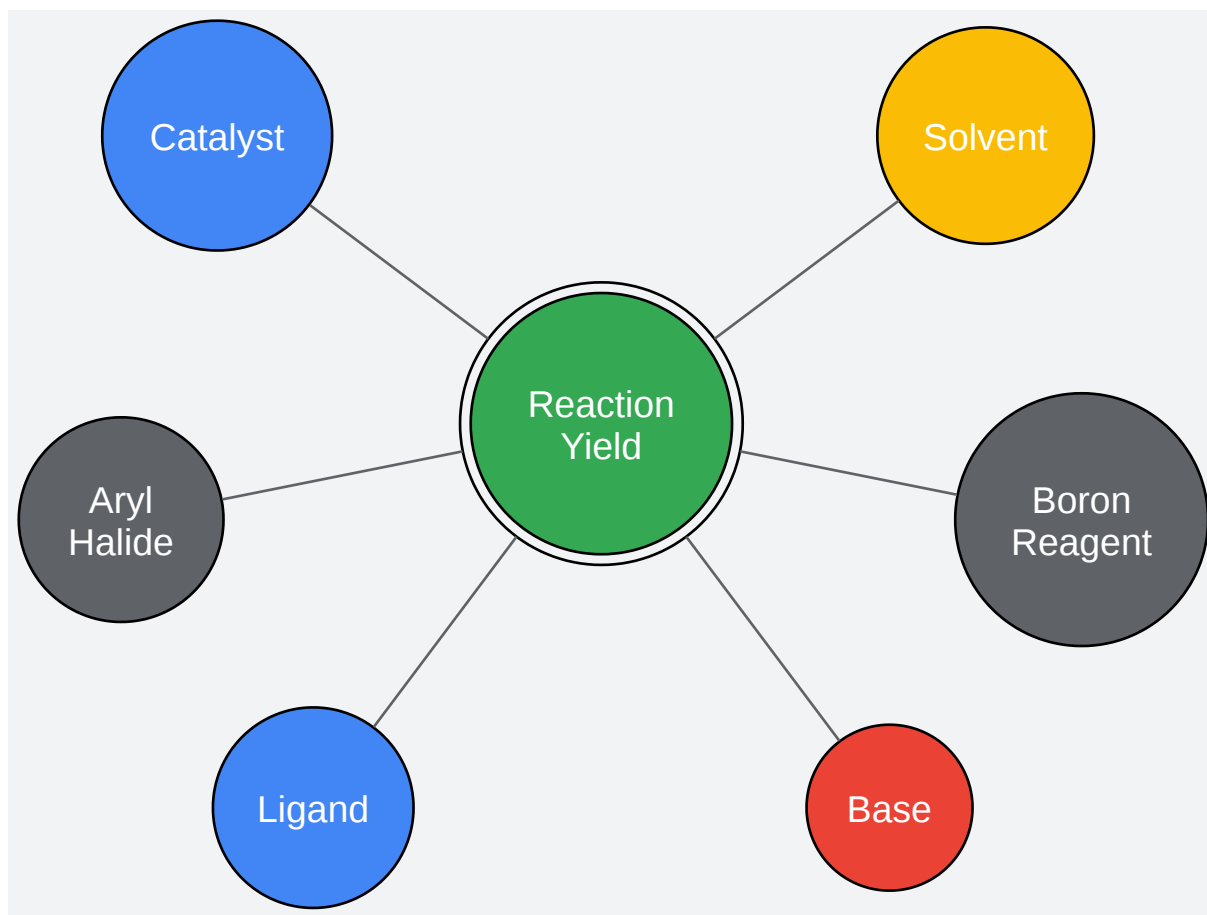 Catalyst
Solvent
Reaction
Yield
Aryl
Halide
Boron
Reagent
Ligand
Base